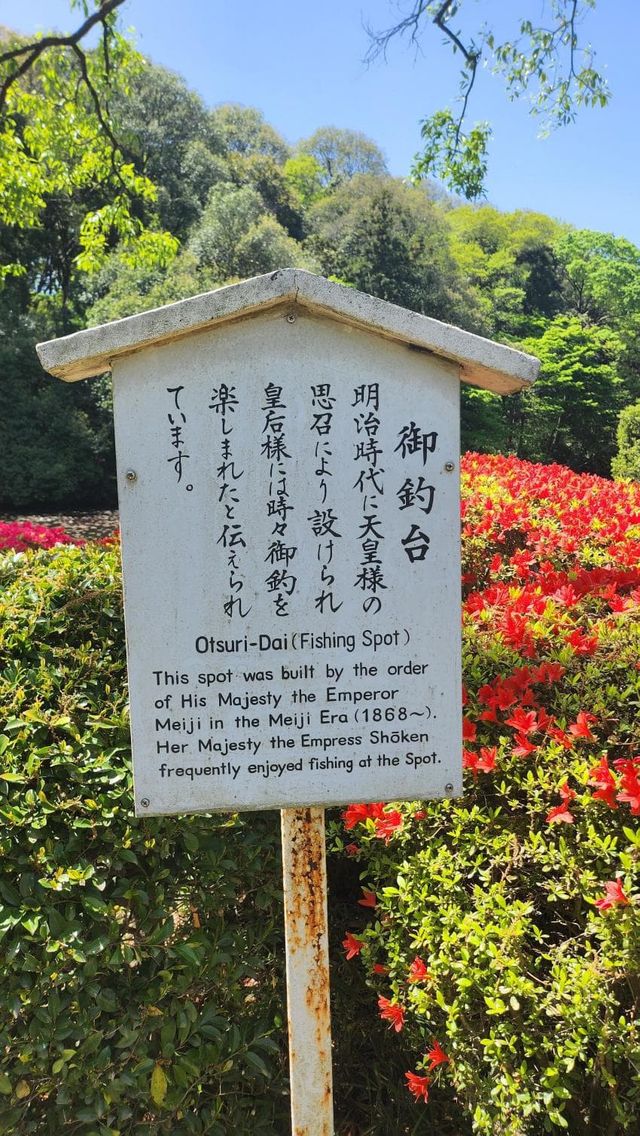 御釣台
明治時代に天皇様の
思召により設けられ
皇后様には時々御釣を
楽しまれたと伝えられ
ています。
Otsuri-Dai (Fishing Spot)
This spot was built by the order
of His Majesty the Emperor
Meiji in the Meiji Era (1868~).
Her Majesty the Empress Shōken
frequently enjoyed fishing at the Spot.